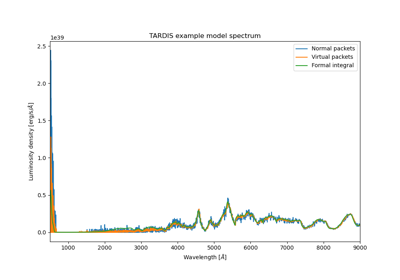 TARDIS example model spectrum
1e39
Normal packets
Virtual packets
Formal integral
Luminosity density [erg/s/Å]
2.5
2.0
1.5
1.0
0.5
0.0
1000 2000 3000 4000 5000 6000 7000 8000 9000
Wavelength [Å]